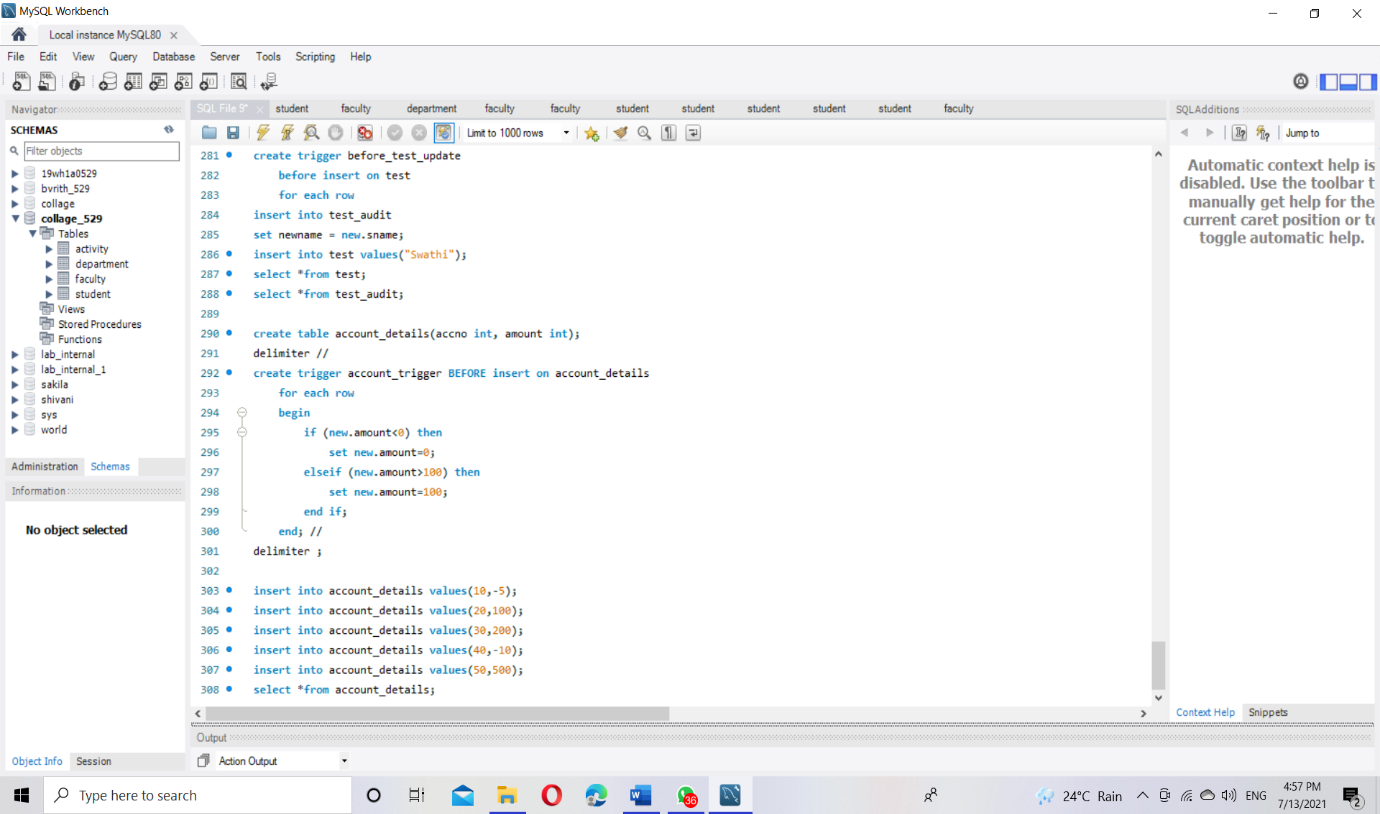 MySQL Workbench
Local instance MySQL80
File Edit View Query Database Server Tools Scripting Help
Navigator
SCHEMAS
Filter objects
19wh1a0529
bvrith_529
collage
collage_529
Tables
activity
department
faculty
student
Views
Stored Procedures
Functions
lab_internal
lab_internal_1
sakila
shivani
sys
world
Administration Schemas
Information
No object selected
Object Info Session
SQL File 9* student faculty department faculty faculty student student student student student faculty
Limit to 1000 rows
281 create trigger before_test_update
282 before insert on test
283 for each row
284 insert into test_audit
285 set newname = new.sname;
286 insert into test values("Swathi");
287 select *from test;
288 select *from test_audit;
289
290 create table account_details(accno int, amount int);
291 delimiter //
292 create trigger account_trigger BEFORE insert on account_details
293 for each row
294 begin
295 if (new.amount<0) then
296 set new.amount=0;
297 elseif (new.amount>100) then
298 set new.amount=100;
299 end if;
300 end; //
301 delimiter ;
302
303 insert into account_details values(10,-5);
304 insert into account_details values(20,100);
305 insert into account_details values(30,200);
306 insert into account_details values(40,-10);
307 insert into account_details values(50,500);
308 select *from account_details;
Output
Action Output
SQLAdditions
Jump to
Automatic context help is
disabled. Use the toolbar t
manually get help for the
current caret position or to
toggle automatic help.
Context Help Snippets
Type here to search
36
24°C Rain
ENG
4:57 PM
7/13/2021
2